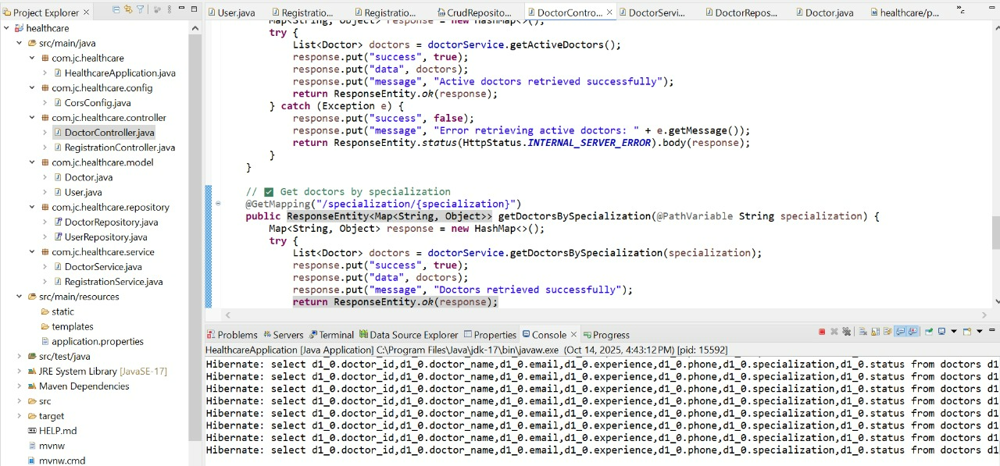 Project Explorer
healthcare
src/main/java
com.jc.healthcare
HealthcareApplication.java
com.jc.healthcare.config
CorsConfig.java
com.jc.healthcare.controller
DoctorController.java
RegistrationController.java
com.jc.healthcare.model
Doctor.java
User.java
com.jc.healthcare.repository
DoctorRepository.java
UserRepository.java
com.jc.healthcare.service
DoctorService.java
RegistrationService.java
src/main/resources
static
templates
application.properties
src/test/java
JRE System Library [JavaSE-17]
Maven Dependencies
src
target
HELP.md
mvnw
mvnw.cmd
User.java Registratio... Registratio... CrudReposito... DoctorContro... DoctorServi... DoctorRepos... Doctor.java healthcare/p...
Map<String, Object> response = new HashMap<>();
try {
List<Doctor> doctors = doctorService.getActiveDoctors();
response.put("success", true);
response.put("data", doctors);
response.put("message", "Active doctors retrieved successfully");
return ResponseEntity.ok(response);
} catch (Exception e) {
response.put("success", false);
response.put("message", "Error retrieving active doctors: " + e.getMessage());
return ResponseEntity.status(HttpStatus.INTERNAL_SERVER_ERROR).body(response);
}
}
// ✅ Get doctors by specialization
@GetMapping("/specialization/{specialization}")
public ResponseEntity<Map<String, Object>> getDoctorsBySpecialization(@PathVariable String specialization) {
Map<String, Object> response = new HashMap<>();
try {
List<Doctor> doctors = doctorService.getDoctorsBySpecialization(specialization);
response.put("success", true);
response.put("data", doctors);
response.put("message", "Doctors retrieved successfully");
return ResponseEntity.ok(response);
Problems Servers Terminal Data Source Explorer Properties Console Progress
HealthcareApplication [Java Application] C:\Program Files\Java\jdk-17\bin\javaw.exe (Oct 14, 2025, 4:43:12 PM) [pid: 15592]
Hibernate: select d1_0.doctor_id,d1_0.doctor_name,d1_0.email,d1_0.experience,d1_0.phone,d1_0.specialization,d1_0.status from doctors d1
Hibernate: select d1_0.doctor_id,d1_0.doctor_name,d1_0.email,d1_0.experience,d1_0.phone,d1_0.specialization,d1_0.status from doctors d1
Hibernate: select d1_0.doctor_id,d1_0.doctor_name,d1_0.email,d1_0.experience,d1_0.phone,d1_0.specialization,d1_0.status from doctors d1
Hibernate: select d1_0.doctor_id,d1_0.doctor_name,d1_0.email,d1_0.experience,d1_0.phone,d1_0.specialization,d1_0.status from doctors d1
Hibernate: select d1_0.doctor_id,d1_0.doctor_name,d1_0.email,d1_0.experience,d1_0.phone,d1_0.specialization,d1_0.status from doctors d1
Hibernate: select d1_0.doctor_id,d1_0.doctor_name,d1_0.email,d1_0.experience,d1_0.phone,d1_0.specialization,d1_0.status from doctors d1
Hibernate: select d1_0.doctor_id,d1_0.doctor_name,d1_0.email,d1_0.experience,d1_0.phone,d1_0.specialization,d1_0.status from doctors d1
Hibernate: select d1_0.doctor_id,d1_0.doctor_name,d1_0.email,d1_0.experience,d1_0.phone,d1_0.specialization,d1_0.status from doctors d1